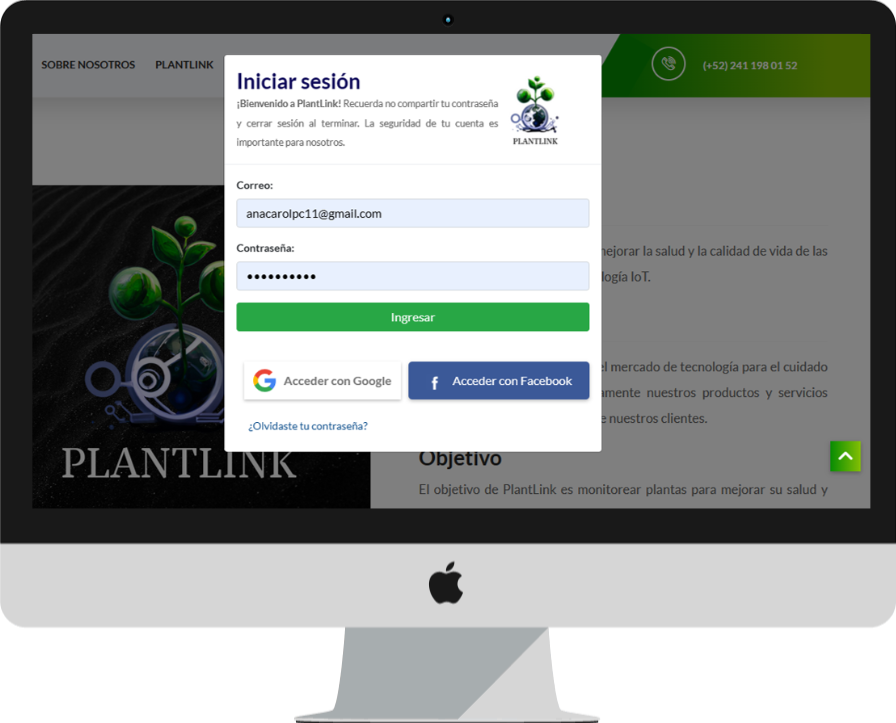 SOBRE NOSOTROS
PLANTLINK
(+52) 241 198 01 52
Iniciar sesión
¡Bienvenido a PlantLink! Recuerda no compartir tu contraseña
y cerrar sesión al terminar. La seguridad de tu cuenta es
importante para nosotros.
PLANTLINK
Correo:
anacarolpc11@gmail.com
Contraseña:
••••••••••
Ingresar
Acceder con Google
f Acceder con Facebook
¿Olvidaste tu contraseña?
PLANTLINK
mejorar la salud y la calidad de vida de las
IoT.
el mercado de tecnología para el cuidado
nuestros productos y servicios
e nuestros clientes.
Objetivo
El objetivo de PlantLink es monitorear plantas para mejorar su salud y